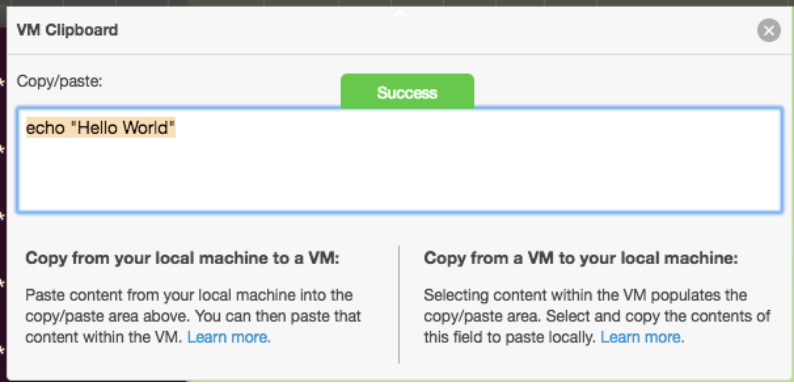 VM Clipboard
Copy/paste:
Success
echo "Hello World"
Copy from your local machine to a VM:
Paste content from your local machine into the
copy/paste area above. You can then paste that
content within the VM. Learn more.
Copy from a VM to your local machine:
Selecting content within the VM populates the
copy/paste area. Select and copy the contents of
this field to paste locally. Learn more.